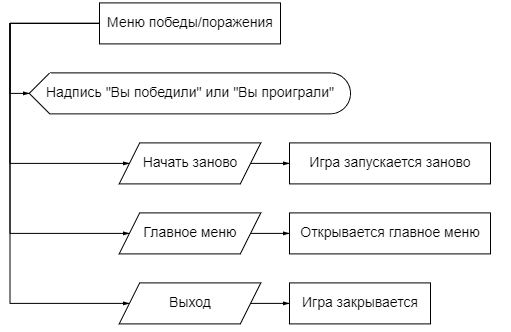 Меню победы/поражения
Надпись "Вы победили" или "Вы проиграли"
Начать заново
Игра запускается заново
Главное меню
Открывается главное меню
Выход
Игра закрывается